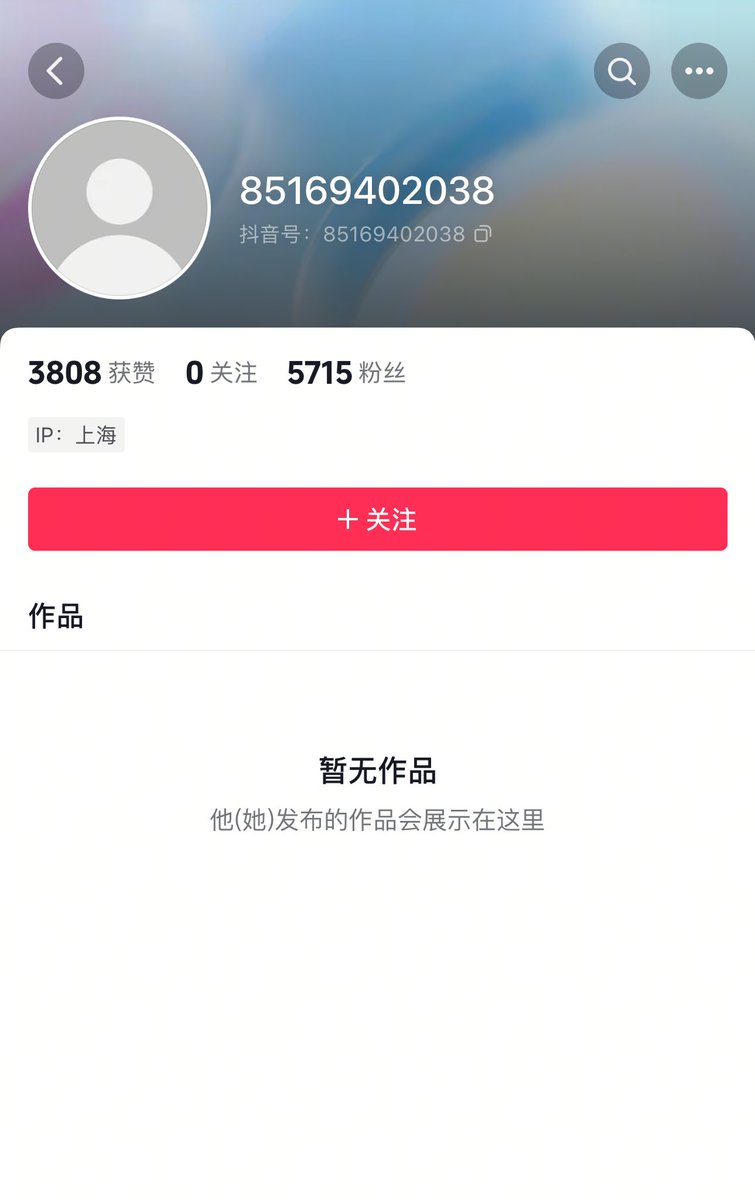 85169402038
抖音号：85169402038
3808 获赞 0 关注 5715 粉丝
IP：上海
＋ 关注
作品
暂无作品
他(她)发布的作品会展示在这里